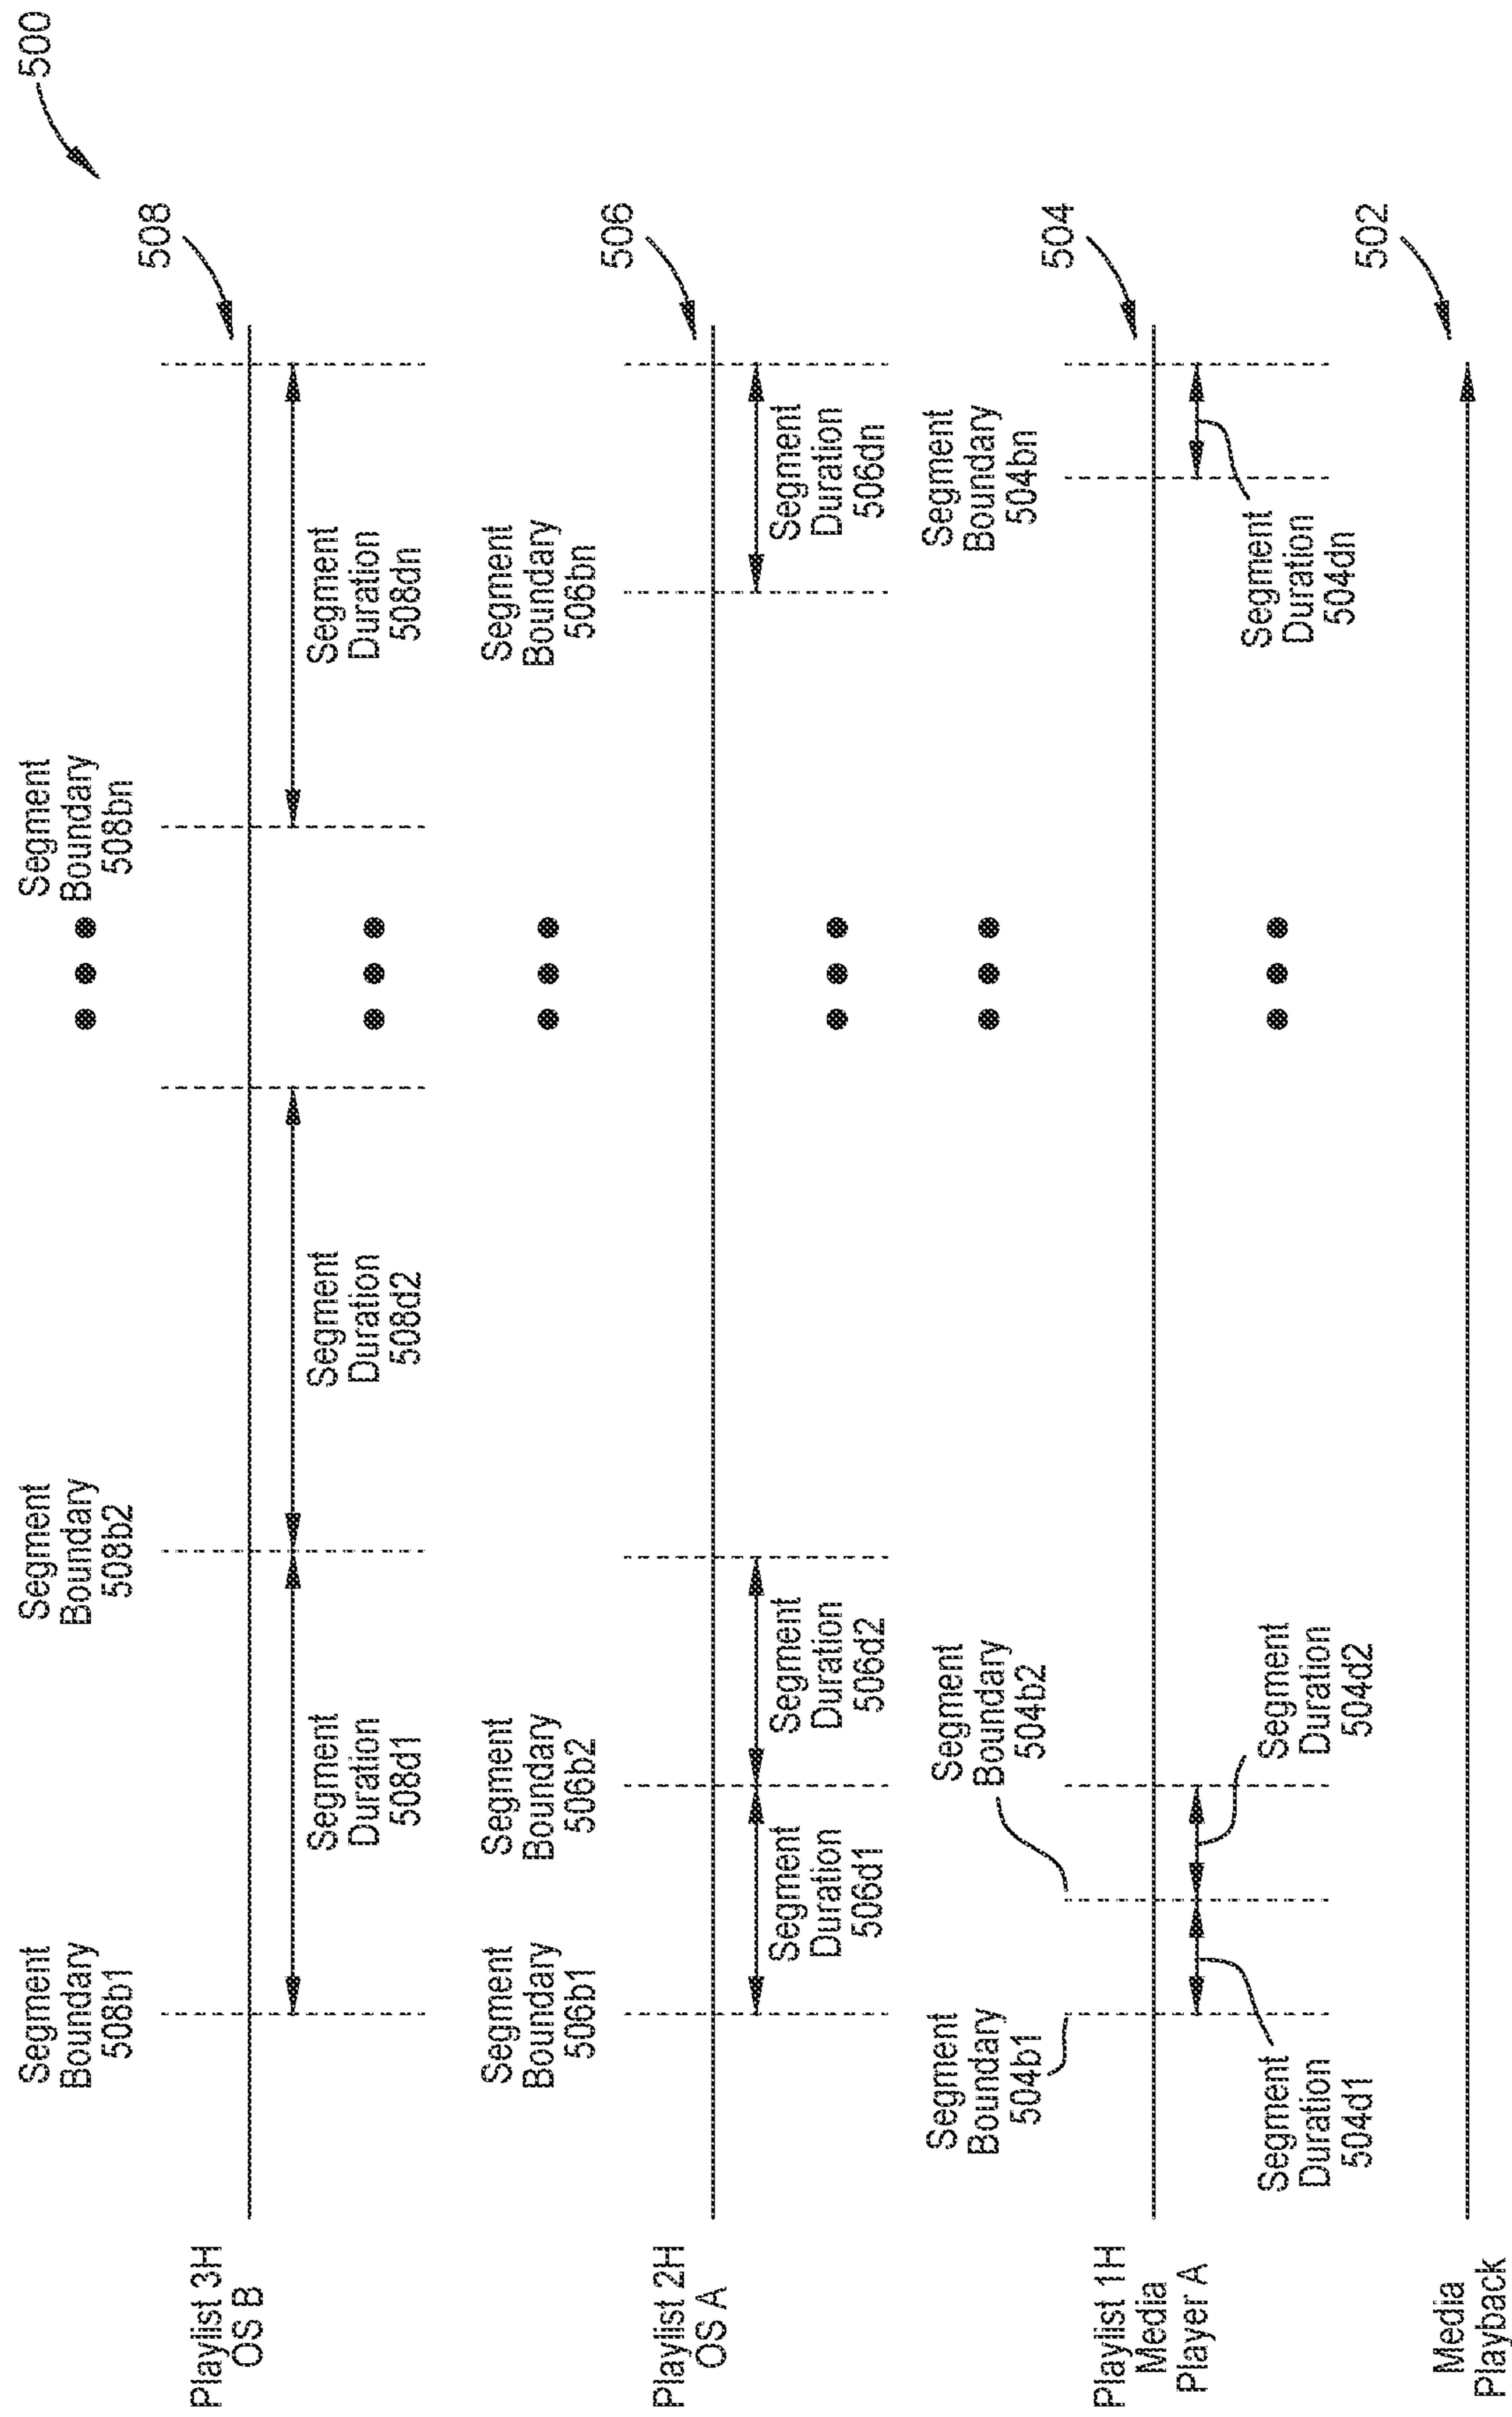 500
Segment
Boundary
508b1
Segment
Boundary
508b2
Segment
Boundary
508bn
508
Playlist 3H
OS B
Segment
Duration
508d1
Segment
Duration
508d2
Segment
Duration
508dn
Segment
Boundary
506b1
Segment
Boundary
506b2
Segment
Boundary
506bn
506
Playlist 2H
OS A
Segment
Duration
506d1
Segment
Duration
506d2
Segment
Duration
506dn
Segment
Boundary
504b1
Segment
Boundary
504b2
Segment
Boundary
504bn
504
Playlist 1H
Media
Player A
Segment
Duration
504d1
Segment
Duration
504d2
Segment
Duration
504dn
502
Media
Playback